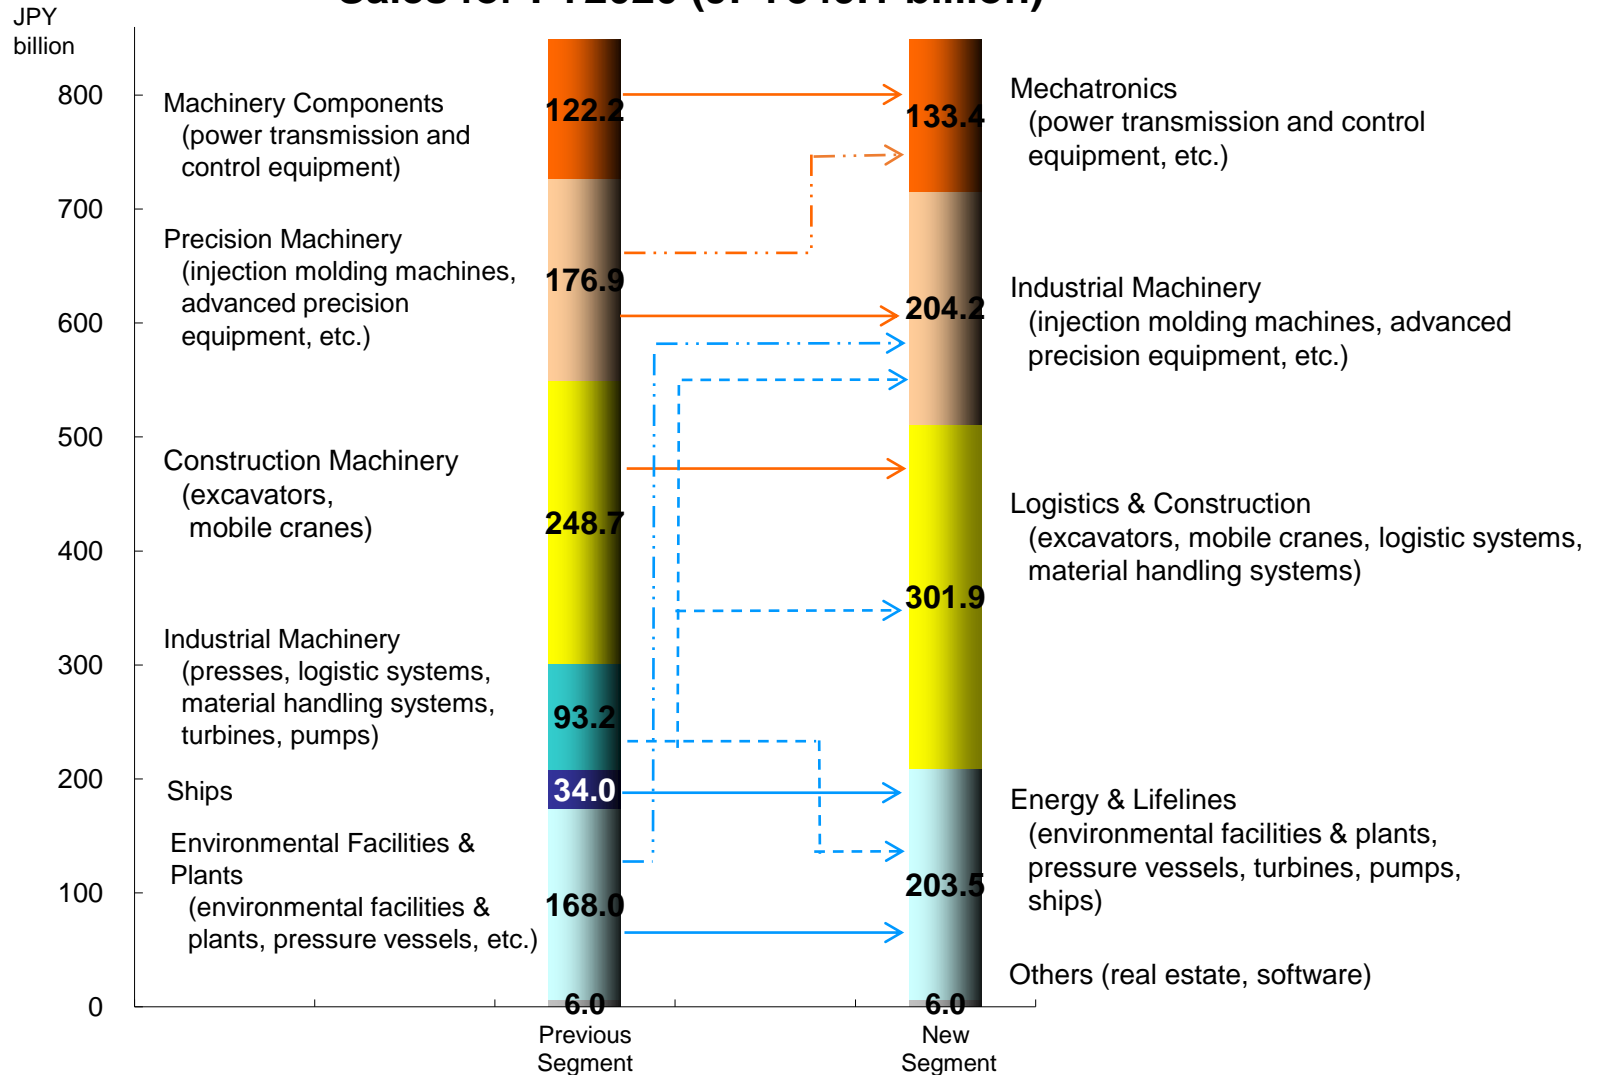 JPY
billion
800
700
600
500
400
300
200
100
0
Machinery Components
(power transmission and
control equipment)
Precision Machinery
(injection molding machines,
advanced precision
equipment, etc.)
Construction Machinery
(excavators,
mobile cranes)
Industrial Machinery
(presses, logistic systems,
material handling systems,
turbines, pumps)
Ships
Environmental Facilities &
Plants
(environmental facilities &
plants, pressure vessels, etc.)
122.2
176.9
248.7
93.2
34.0
168.0
6.0
Previous
Segment
133.4
204.2
301.9
203.5
6.0
New
Segment
Mechatronics
(power transmission and control
equipment, etc.)
Industrial Machinery
(injection molding machines, advanced
precision equipment, etc.)
Logistics & Construction
(excavators, mobile cranes, logistic systems,
material handling systems)
Energy & Lifelines
(environmental facilities & plants,
pressure vessels, turbines, pumps,
ships)
Others (real estate, software)